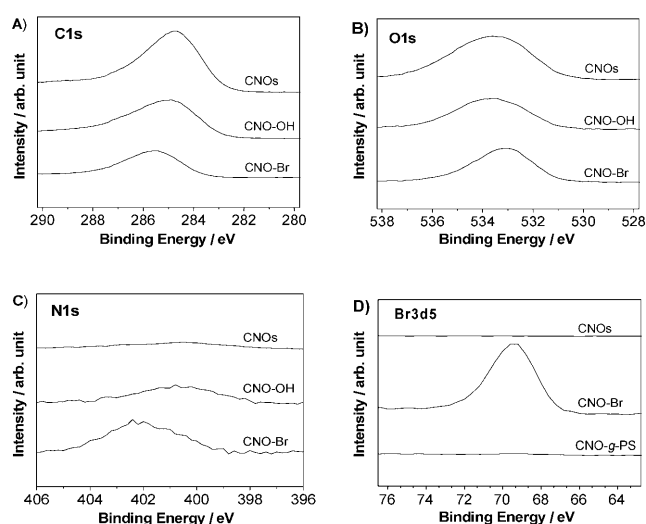 A)
C1s
CNOs
CNO-OH
CNO-Br
Intensity / arb. unit
290 288 286 284 282 280
Binding Energy / eV
B)
O1s
CNOs
CNO-OH
CNO-Br
Intensity / arb. unit
538 536 534 532 530 528
Binding Energy / eV
C)
N1s
CNOs
CNO-OH
CNO-Br
Intensity / arb. unit
406 404 402 400 398 396
Binding Energy / eV
D)
Br3d5
CNOs
CNO-Br
CNO-g-PS
Intensity / arb. unit
76 74 72 70 68 66 64
Binding Energy / eV